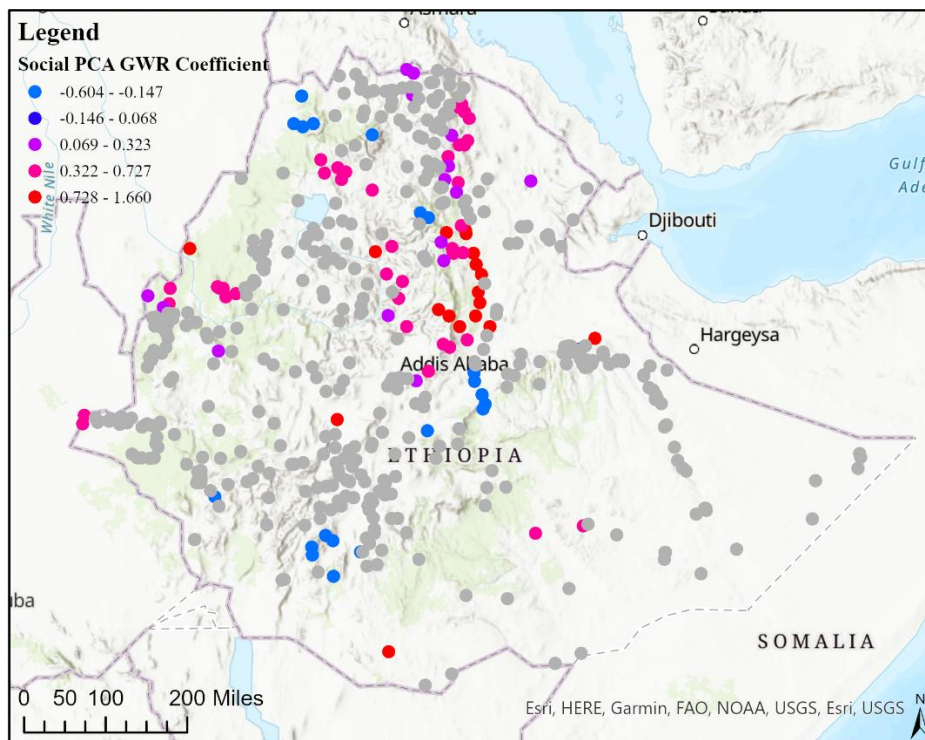 Asmara
Legend
Social PCA GWR Coefficient
-0.604 - -0.147
-0.146 - 0.068
0.069 - 0.323
0.322 - 0.727
0.728 - 1.660
White Nile
Gulf
Ade
Djibouti
Hargeysa
Addis Ababa
ETHIOPIA
uba
SOMALIA
0 50 100 200 Miles
Esri, HERE, Garmin, FAO, NOAA, USGS, Esri, USGS
N